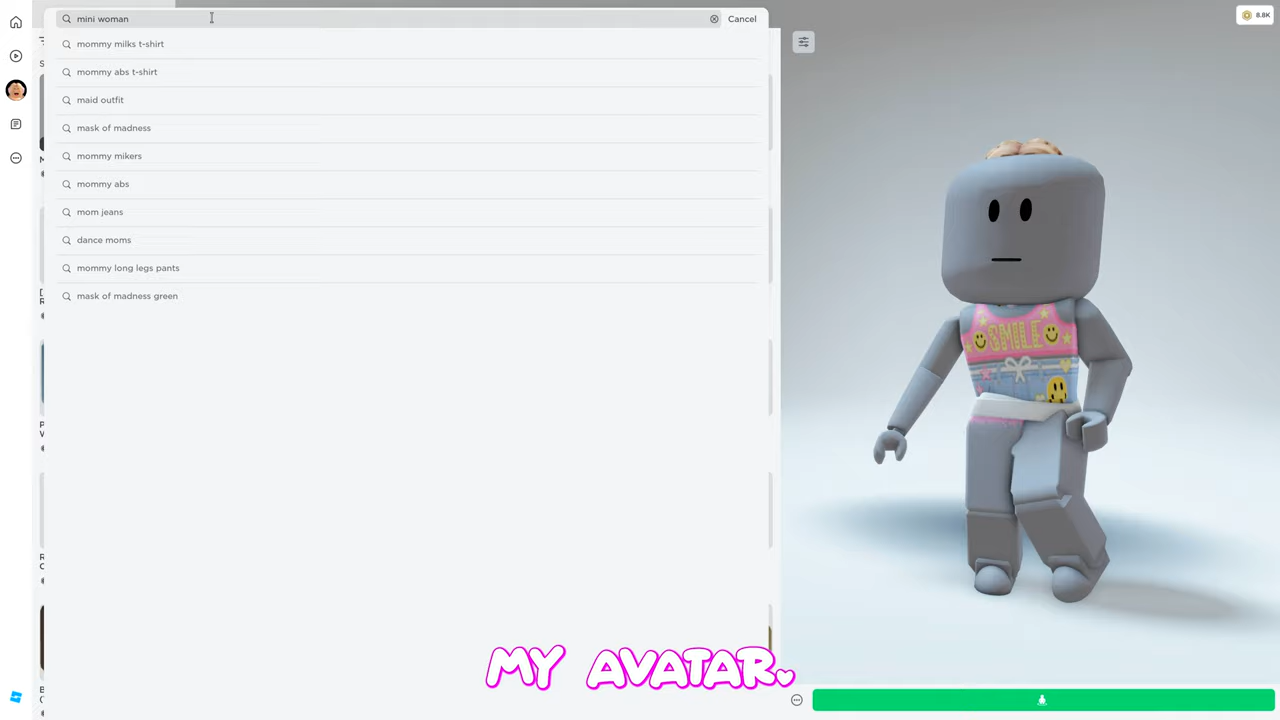 mini woman
Cancel
8.8K
mommy milks t-shirt
mommy abs t-shirt
maid outfit
mask of madness
mommy mikers
mommy abs
mom jeans
dance moms
mommy long legs pants
mask of madness green
SMILE
MY AVATAR.